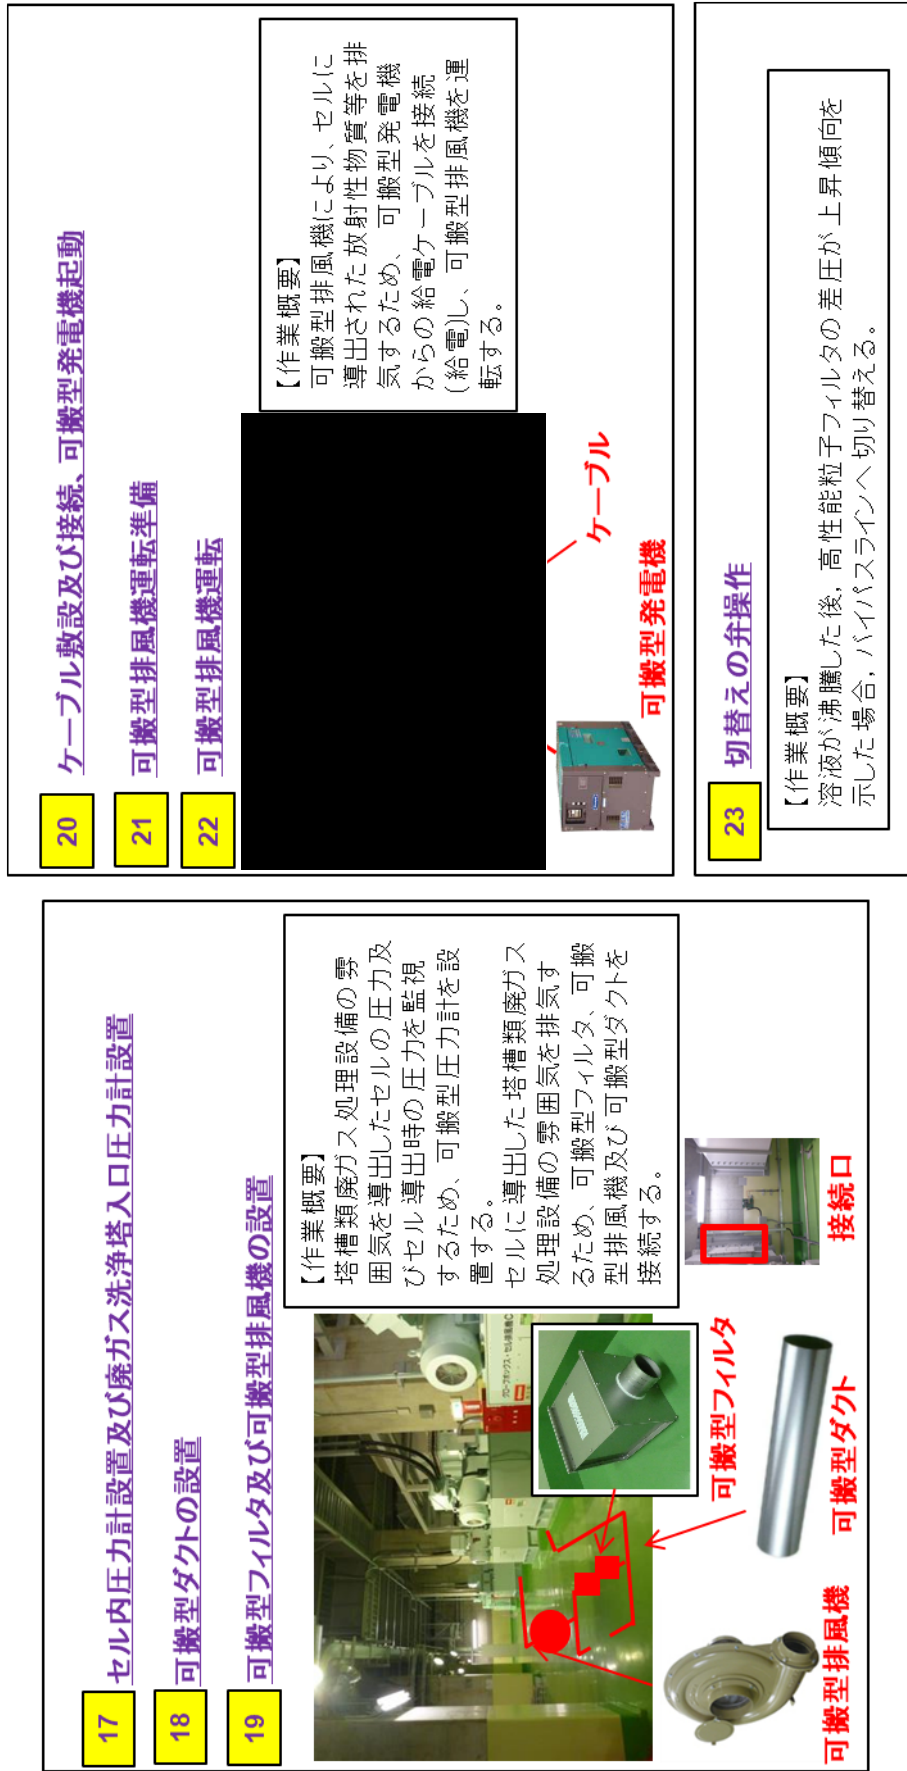 17 セル内圧力計設置及び廃ガス洗浄塔入口圧力計設置
18 可搬型ダクトの設置
19 可搬型フィルタ及び可搬型排風機の設置
【作業概要】
塔槽類廃ガス処理設備の雰
囲気を導出したセルの圧力及
びセル導出時の圧力を監視
するため、可搬型圧力計を設
置する。
セルに導出した塔槽類廃ガス
処理設備の雰囲気を排気す
るため、可搬型フィルタ、可搬
型排風機及び可搬型ダクトを
接続する。
グローブボックス・セル排風機C
可搬型フィルタ
可搬型排風機
可搬型ダクト
接続口
20 ケーブル敷設及び接続、可搬型発電機起動
21 可搬型排風機運転準備
22 可搬型排風機運転
【作業概要】
可搬型排風機により、セルに
導出された放射性物質等を排
気するため、可搬型発電機
からの給電ケーブルを接続
(給電)し、可搬型排風機を運
転する。
ケーブル
可搬型発電機
23 切替えの弁操作
【作業概要】
溶液が沸騰した後，高性能粒子フィルタの差圧が上昇傾向を
示した場合，バイパスラインへ切り替える。